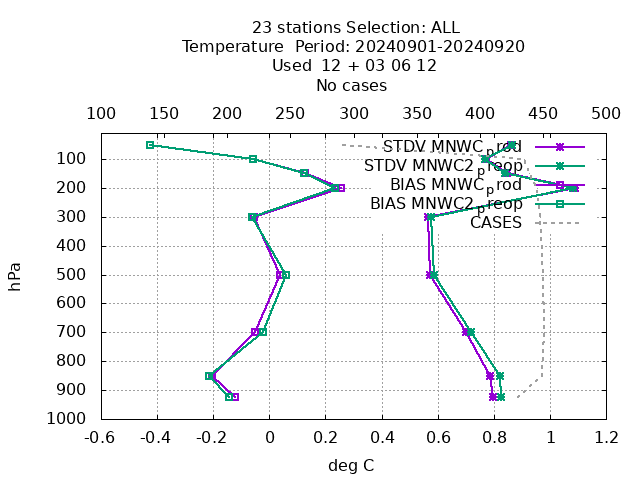 23 stations Selection: ALL
Temperature  Period: 20240901-20240920
Used  12 + 03 06 12
No cases
100 150 200 250 300 350 400 450 500
STDV MNWC_prod
STDV MNWC2_preop
BIAS MNWC_prod
BIAS MNWC2_preop
CASES
hPa
100
200
300
400
500
600
700
800
900
1000
-0.6 -0.4 -0.2 0 0.2 0.4 0.6 0.8 1 1.2
deg C